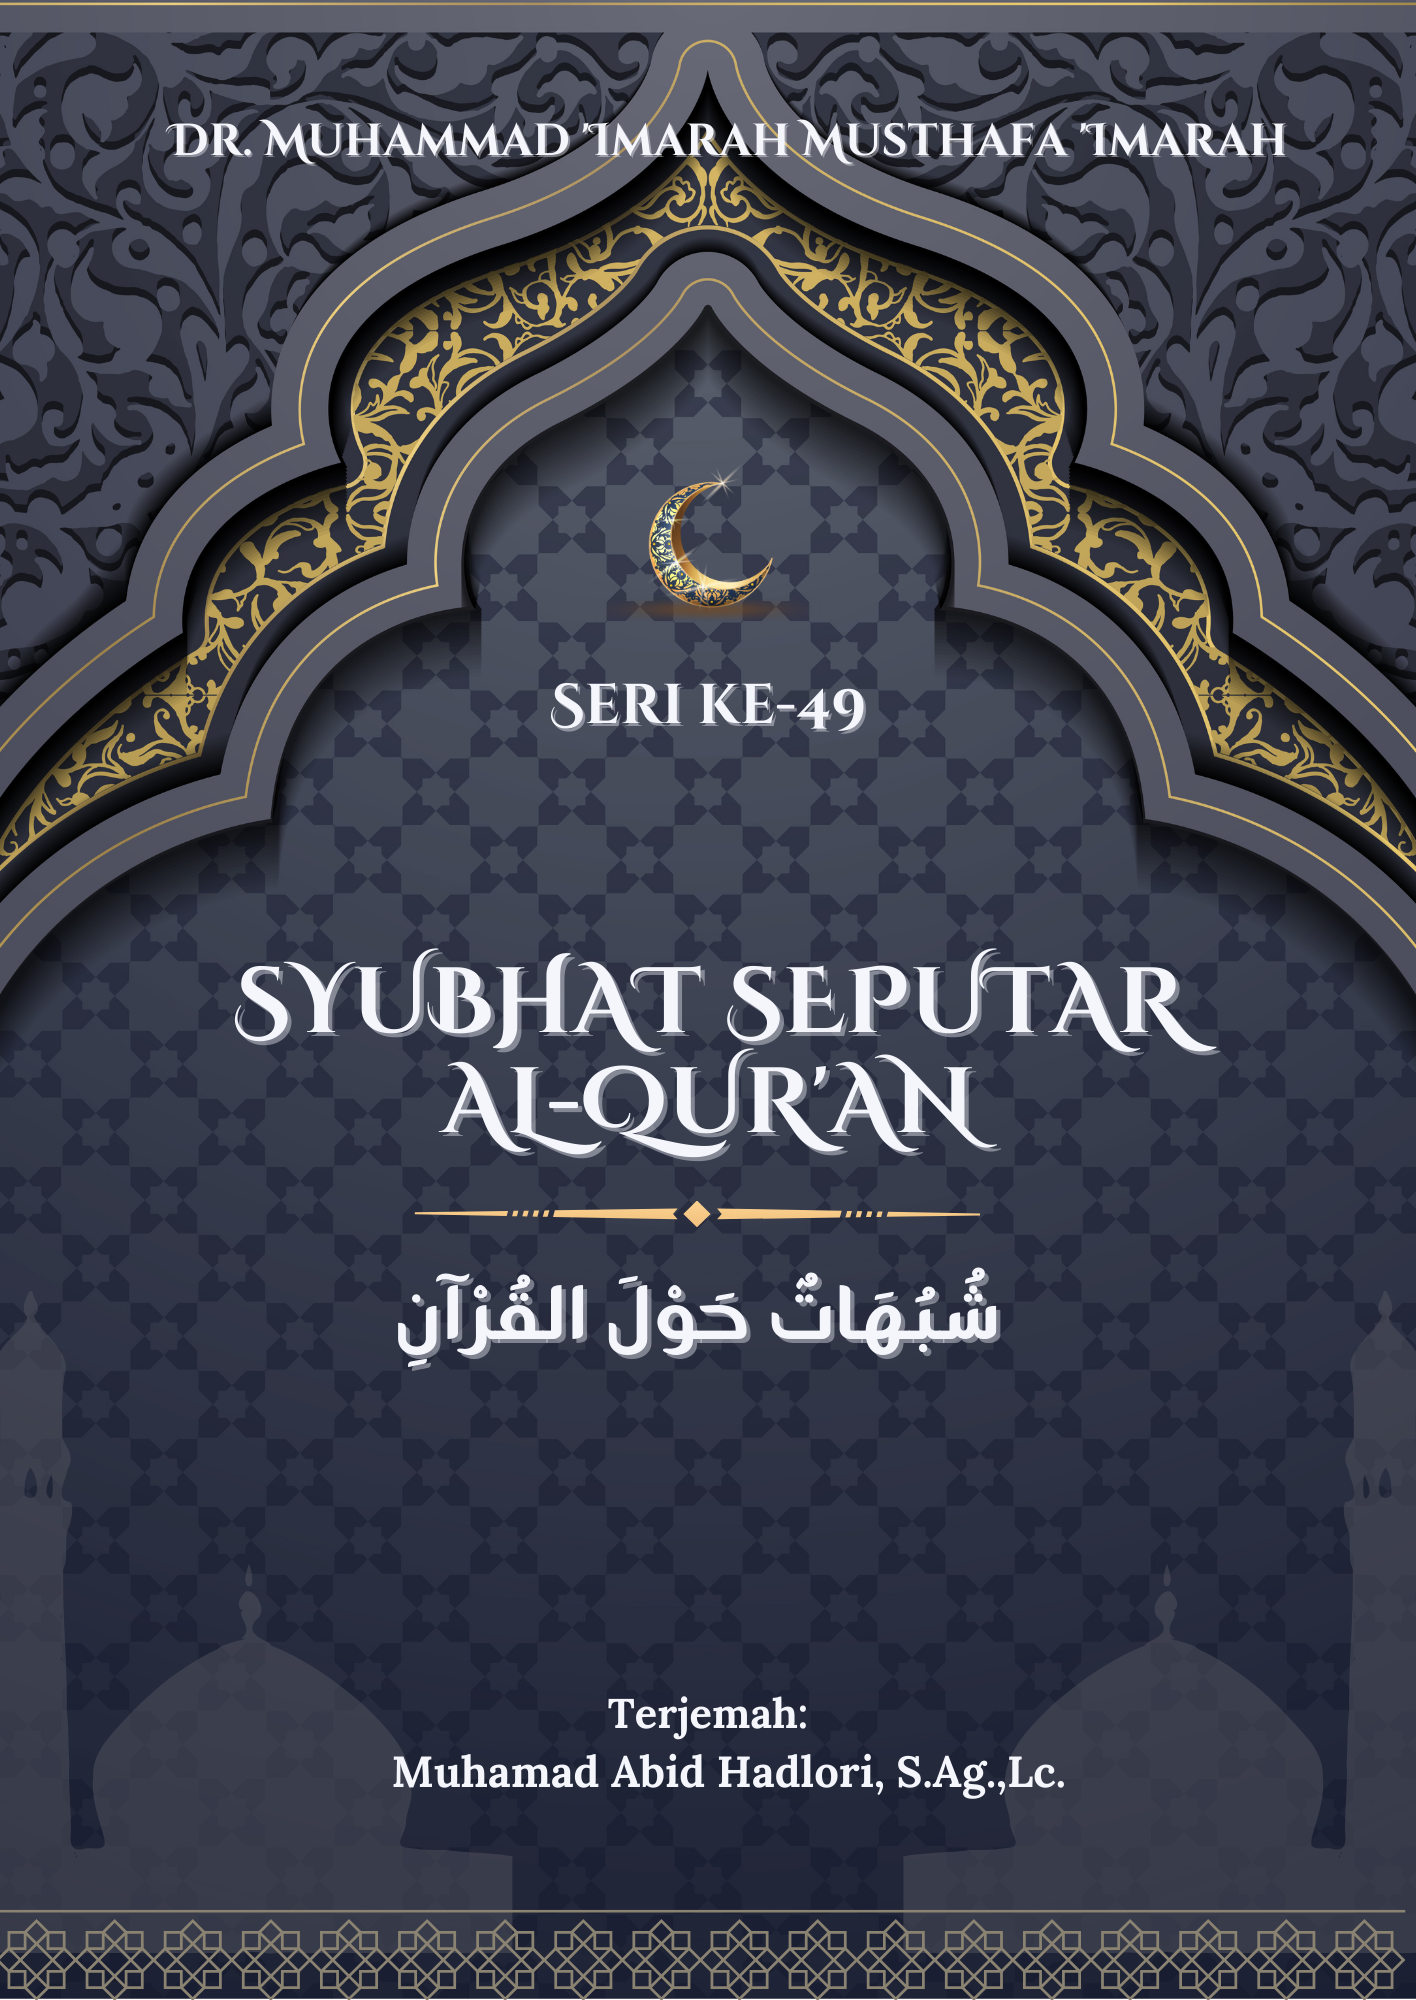 DR. MUHAMMAD 'IMARAH MUSTHAFA 'IMARAH
SERI KE-49
SYUBHAT SEPUTAR
AL-QUR'AN
شُبُهَاتٌ حَوْلَ القُرْآنِ
Terjemah:
Muhamad Abid Hadlori, S.Ag.,Lc.